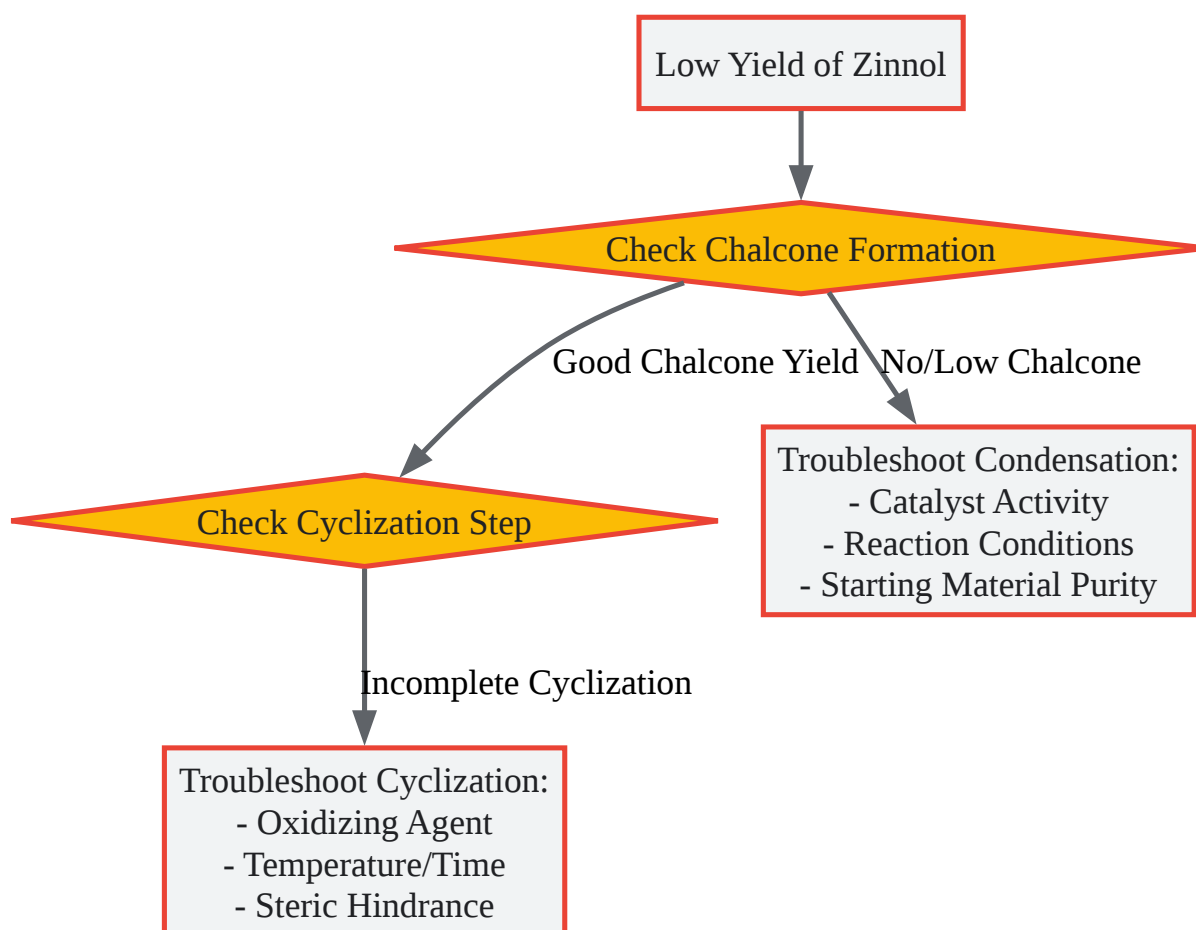 Low Yield of Zinnol
Check Chalcone Formation
Good Chalcone Yield
No/Low Chalcone
Troubleshoot Condensation:
- Catalyst Activity
- Reaction Conditions
- Starting Material Purity
Check Cyclization Step
Incomplete Cyclization
Troubleshoot Cyclization:
- Oxidizing Agent
- Temperature/Time
- Steric Hindrance